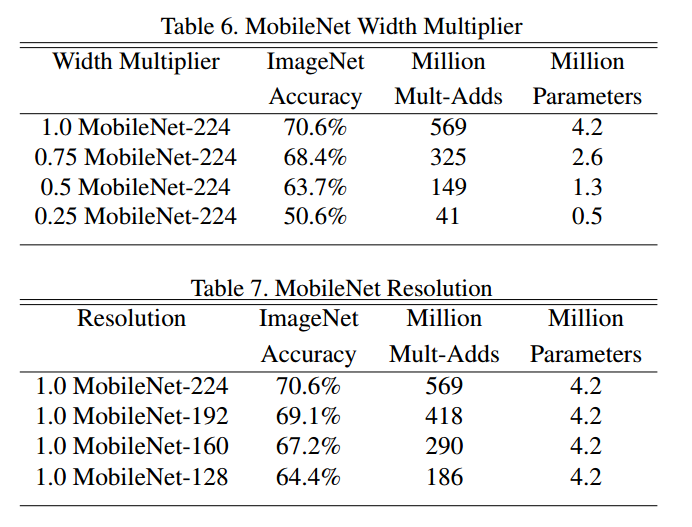 Table 6. MobileNet Width Multiplier
Width Multiplier ImageNet Million Million
Accuracy Mult-Adds Parameters
1.0 MobileNet-224 70.6% 569 4.2
0.75 MobileNet-224 68.4% 325 2.6
0.5 MobileNet-224 63.7% 149 1.3
0.25 MobileNet-224 50.6% 41 0.5
Table 7. MobileNet Resolution
Resolution ImageNet Million Million
Accuracy Mult-Adds Parameters
1.0 MobileNet-224 70.6% 569 4.2
1.0 MobileNet-192 69.1% 418 4.2
1.0 MobileNet-160 67.2% 290 4.2
1.0 MobileNet-128 64.4% 186 4.2